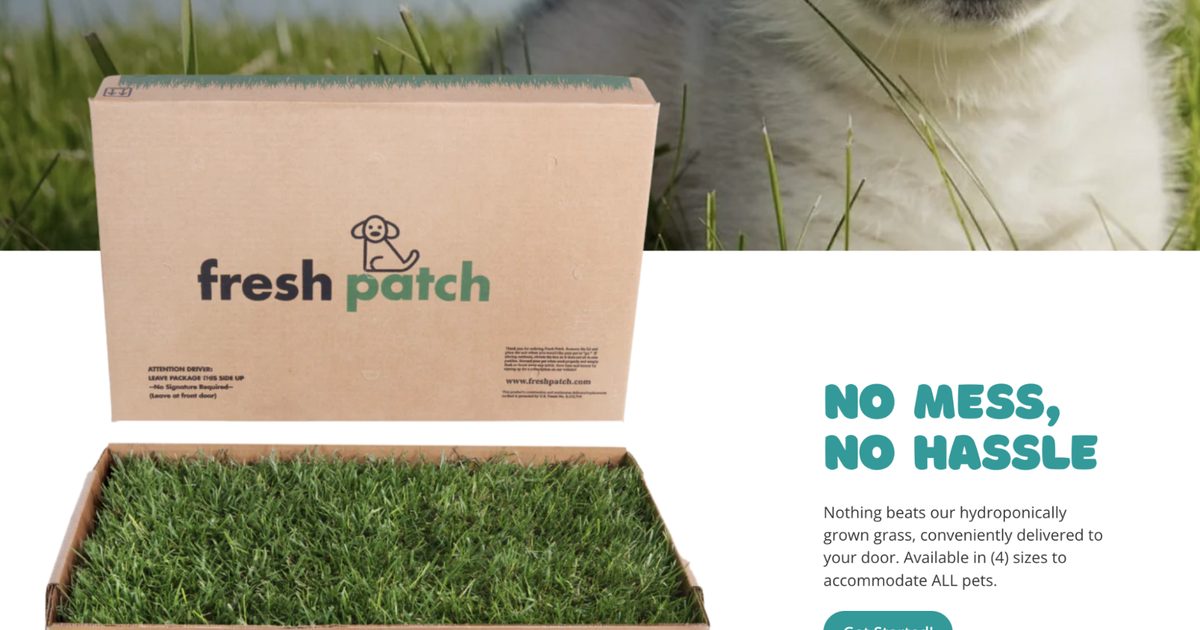 fresh patch
ATTENTION DRIVER:
LEAVE PACKAGE THIS SIDE UP
~No Signature Required~
(Leave at front door)
www.freshpatch.com
NO MESS,
NO HASSLE
Nothing beats our hydroponically
grown grass, conveniently delivered to
your door. Available in (4) sizes to
accommodate ALL pets.
Get Started!